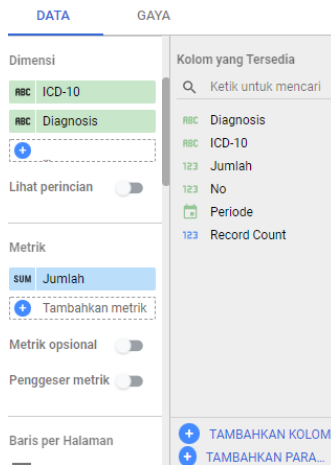 DATA
GAYA
Dimensi
ABC ICD-10
ABC Diagnosis
Lihat perincian
Metrik
SUM Jumlah
Tambahkan metrik
Metrik opsional
Penggeser metrik
Baris per Halaman
Kolom yang Tersedia
Ketik untuk mencari
ABC Diagnosis
ABC ICD-10
123 Jumlah
123 No
Periode
123 Record Count
TAMBAHKAN KOLOM
TAMBAHKAN PARA...